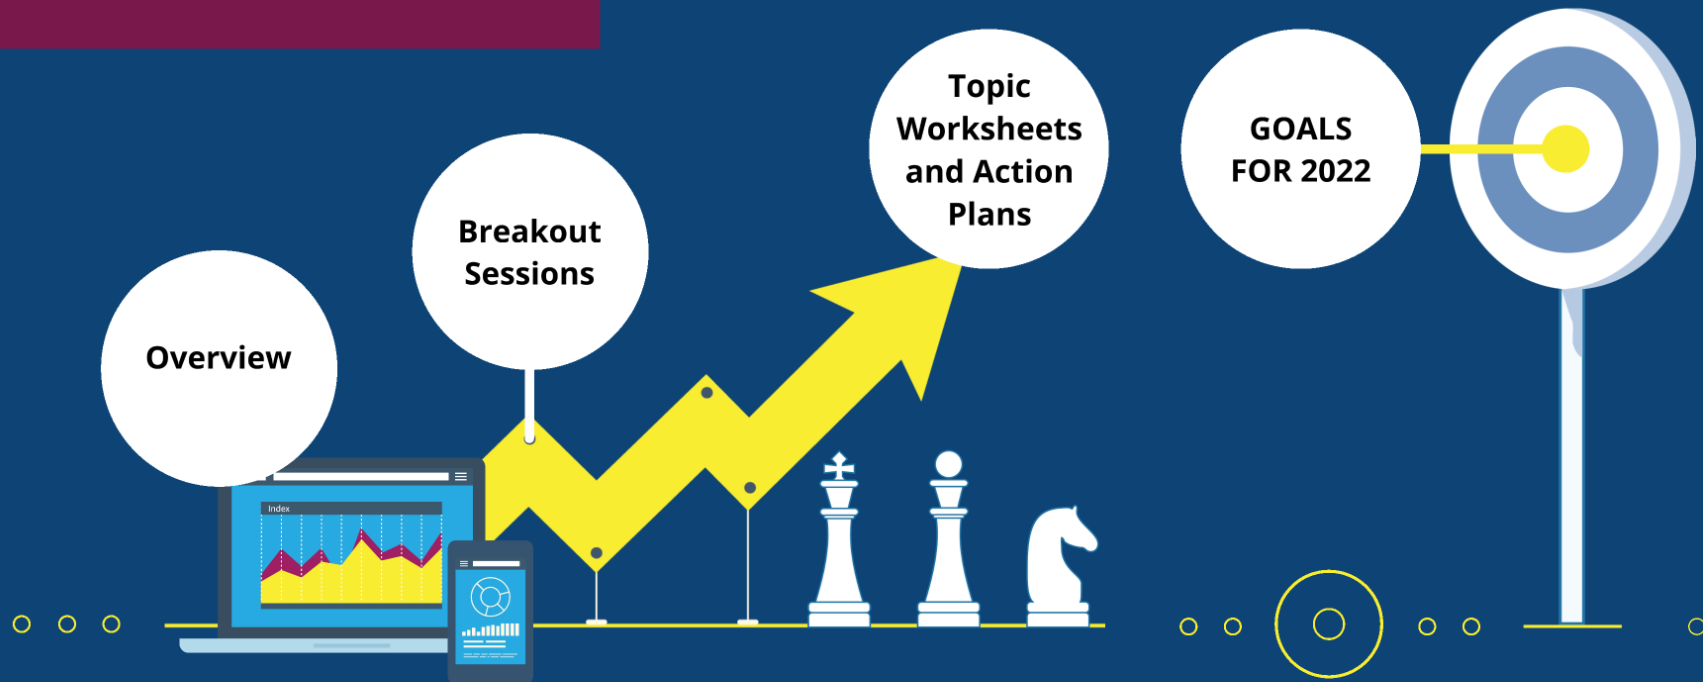 Overview
Breakout
Sessions
Topic
Worksheets
and Action
Plans
GOALS
FOR 2022
Index